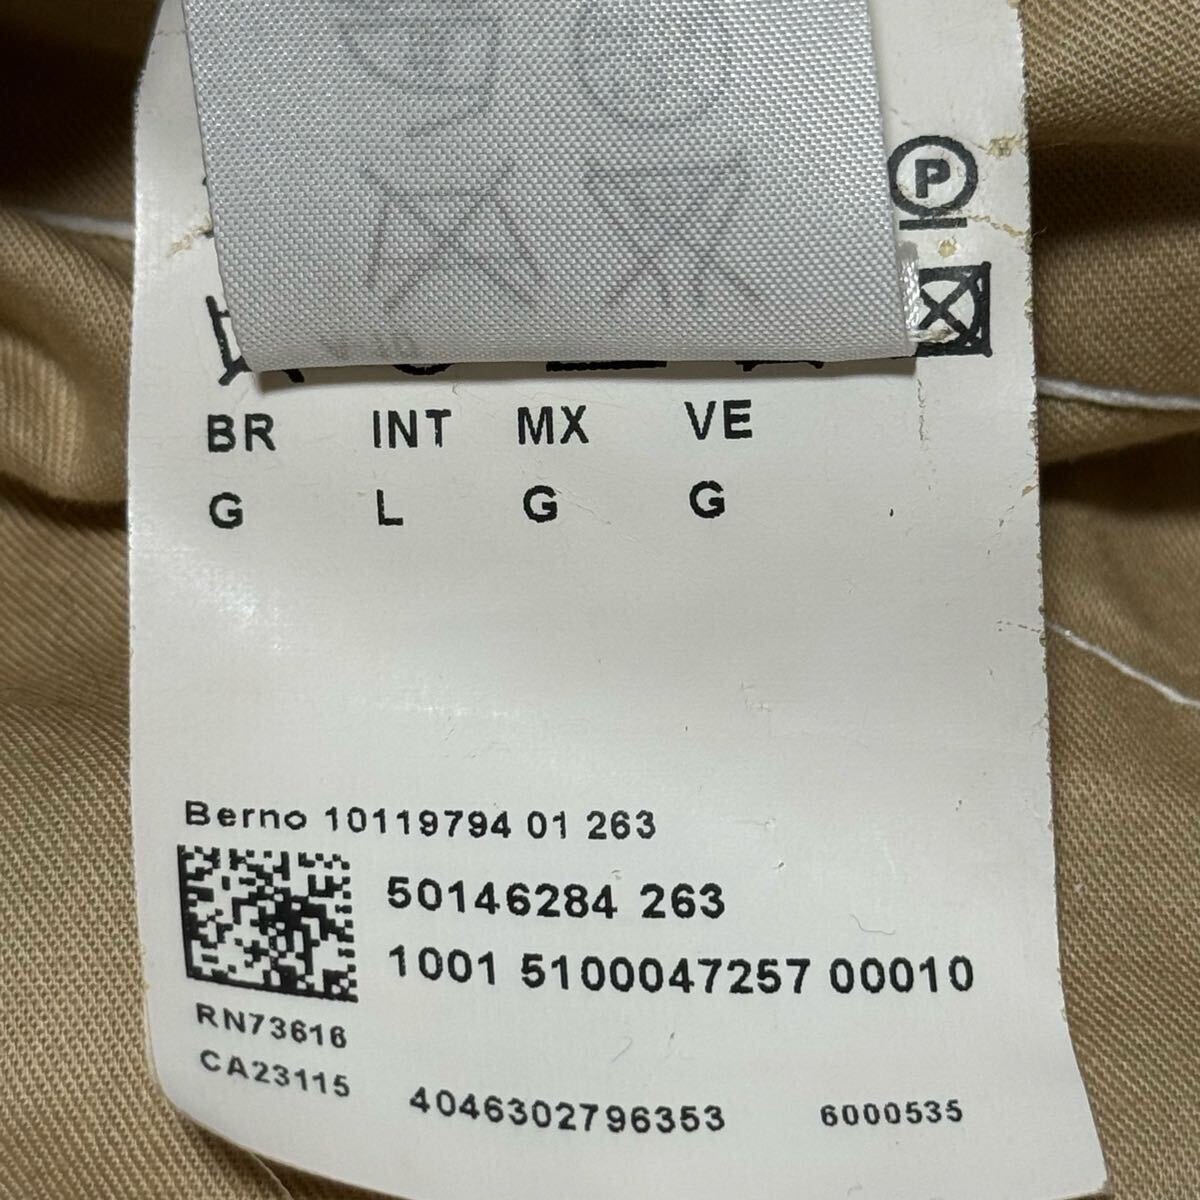 P
BR INT MX VE
G L G G
Berno 10119794 01 263
50146284 263
1001 5100047257 00010
RN73616
CA23115
4046302796353 6000535